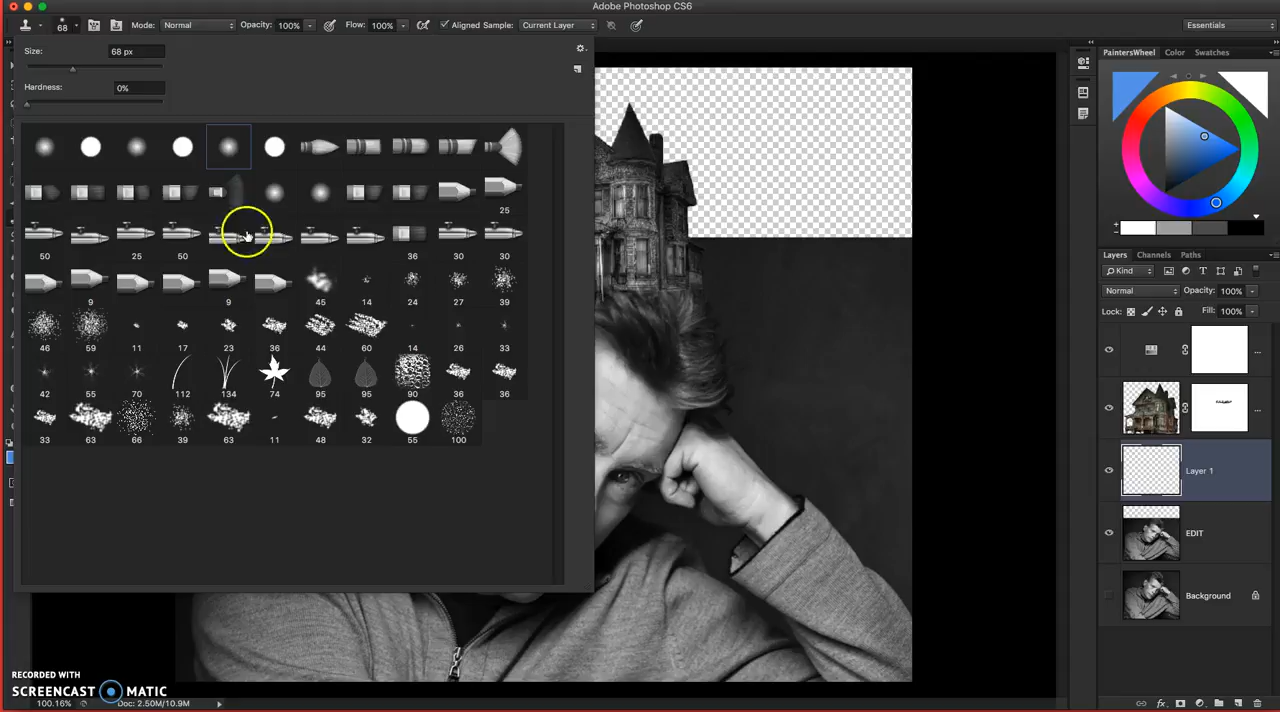 Adobe Photoshop CS6
68 Mode: Normal Opacity: 100% Flow: 100% Aligned Sample: Current Layer Essentials
Size: 68 px
Hardness: 0%
25
50 25 50 36 30 30
9 9 45 14 24 27 39
46 59 11 17 23 36 44 60 14 26 33
42 55 70 112 134 74 95 95 90 36 36
33 63 66 39 63 11 48 32 55 100
PaintersWheel Color Swatches
Layers Channels Paths
Kind
Normal Opacity: 100%
Lock: Fill: 100%
Layer 1
EDIT
Background
RECORDED WITH
SCREENCAST MATIC
100.16% Doc: 2.50M/10.9M